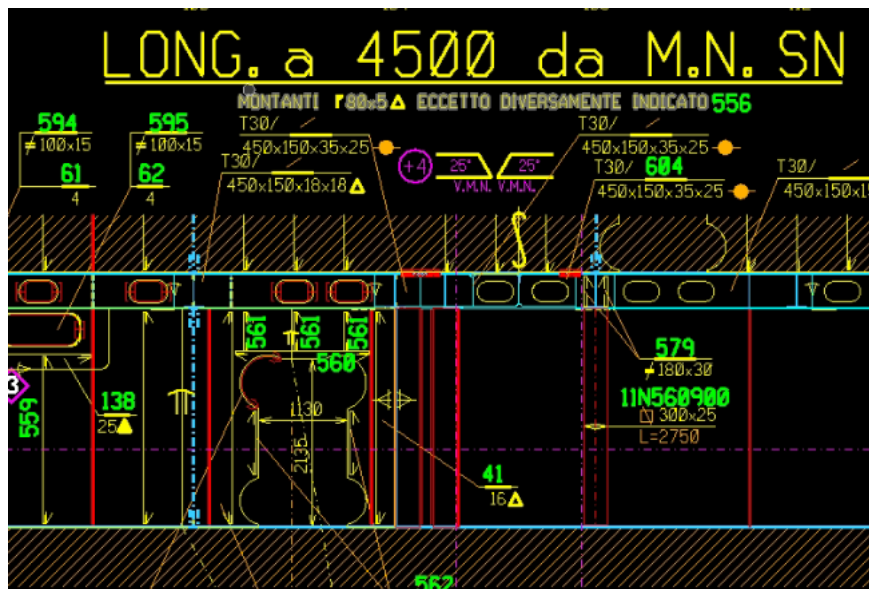 LONG. a 4500 da M.N. SN
MONTANTI 80x5 ECCETTO DIVERSAMENTE INDICATO 556
594
≠100x15
595
≠100x15
61
4
62
4
T30/
450x150x35x25
T30/
450x150x18x18
+4
25°
25°
V.M.N. V.M.N.
T30/
450x150x35x25
T30/ 604
450x150x35x25
T30/
450x150x1
561
561
561
560
559
138
25
1130
2135
41
16
579
180x30
11N560900
300x25
L=2750
3
562